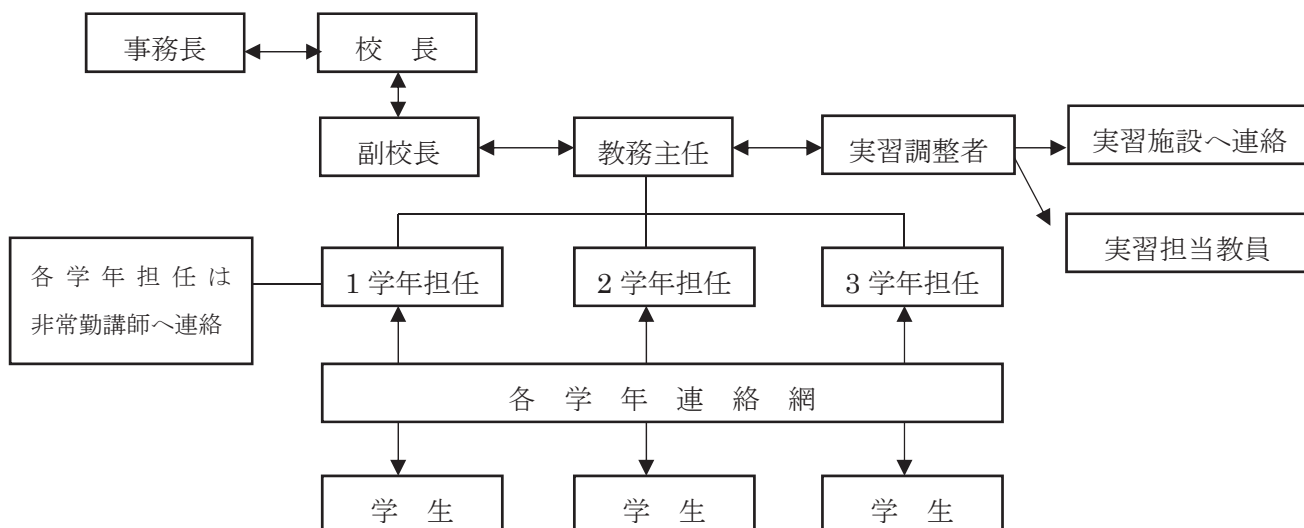 事務長
校 長
副校長
教務主任
実習調整者
実習施設へ連絡
実習担当教員
各学年担任は
非常勤講師へ連絡
1 学年担任
2 学年担任
3 学年担任
各 学 年 連 絡 網
学 生
学 生
学 生